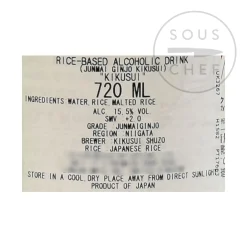 SOUS
CHEF
RICE-BASED ALCOHOLIC DRINK
(JUNMAI GINJO KIKUSUI)
"KIKUSUI"
720 ML
INGREDIENTS WATER, RICE, MALTED RICE
ALC 15.5% VOL.
SMV +2.0
GRADE JUNMAIGINJO
REGION NIIGATA
BREWER KIKUSUI SHUZO
RICE JAPANESE RICE
STORE IN A COOL, DRY PLACE AWAY FROM DIRECT SUNLIGHT
PRODUCT OF JAPAN